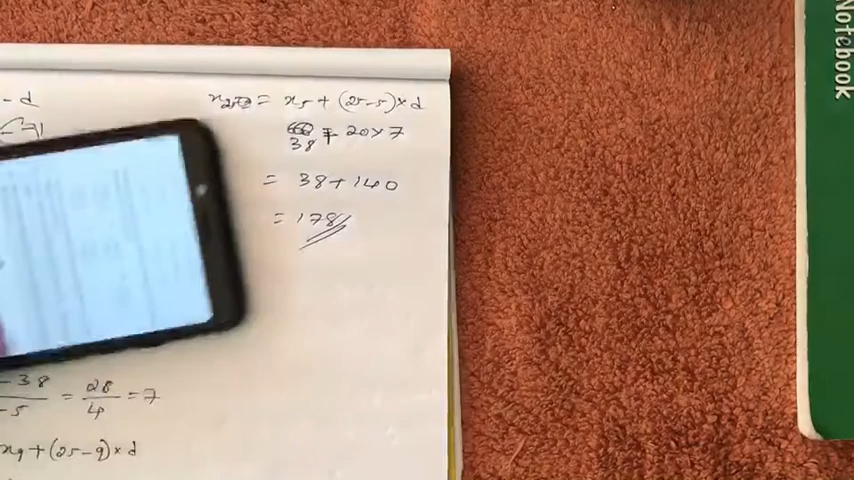 - d
x25 = x5 + (25-5)×d
38 + 20×7
= 38+140
= 178
-38/-5 = 28/4 = 7
x9+(25-9)×d
Notebook